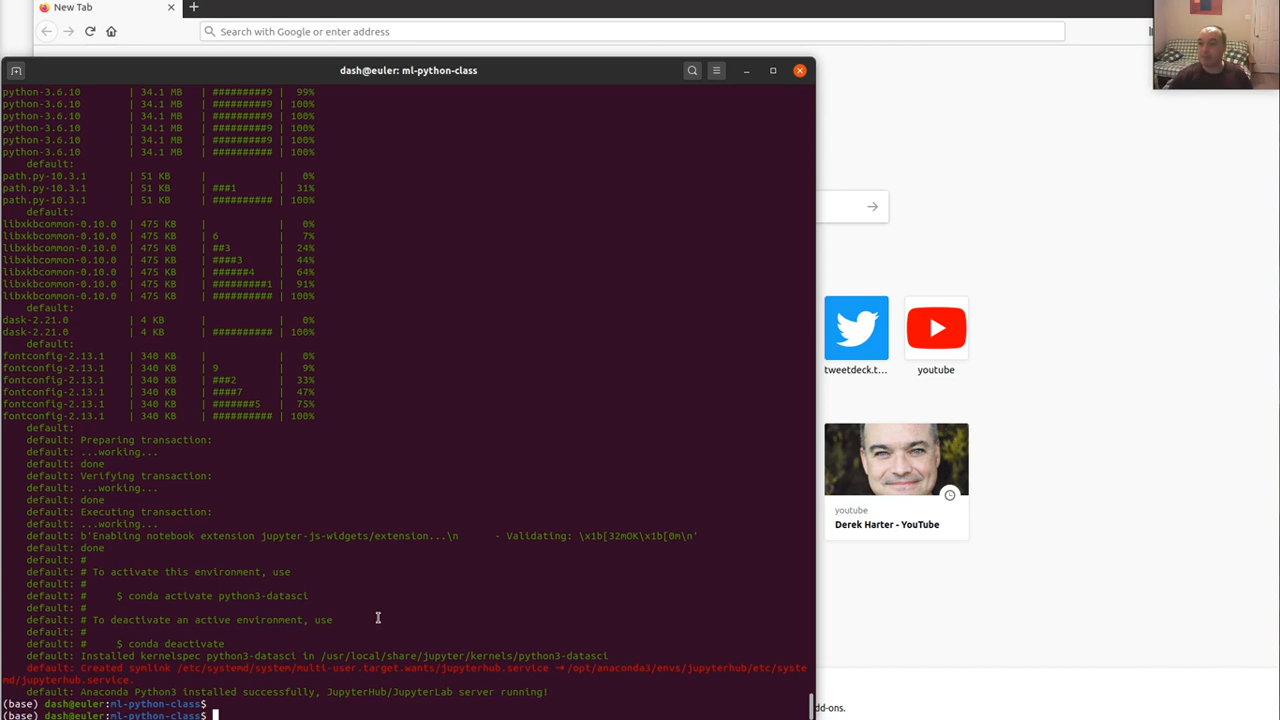 New Tab
Search with Google or enter address
dash@euler: ml-python-class
python-3.6.10 | 34.1 MB | #########9 | 99%
python-3.6.10 | 34.1 MB | #########9 | 100%
python-3.6.10 | 34.1 MB | #########9 | 100%
python-3.6.10 | 34.1 MB | #########9 | 100%
python-3.6.10 | 34.1 MB | #########9 | 100%
python-3.6.10 | 34.1 MB | ########## | 100%
default:
path.py-10.3.1 | 51 KB | | 0%
path.py-10.3.1 | 51 KB | ###1 | 31%
path.py-10.3.1 | 51 KB | ########## | 100%
default:
libxkbcommon-0.10.0 | 475 KB | | 0%
libxkbcommon-0.10.0 | 475 KB | 6 | 7%
libxkbcommon-0.10.0 | 475 KB | ##3 | 24%
libxkbcommon-0.10.0 | 475 KB | ####3 | 44%
libxkbcommon-0.10.0 | 475 KB | ######4 | 64%
libxkbcommon-0.10.0 | 475 KB | #########1 | 91%
libxkbcommon-0.10.0 | 475 KB | ########## | 100%
default:
dask-2.21.0 | 4 KB | | 0%
dask-2.21.0 | 4 KB | ########## | 100%
default:
fontconfig-2.13.1 | 340 KB | | 0%
fontconfig-2.13.1 | 340 KB | 9 | 9%
fontconfig-2.13.1 | 340 KB | ###2 | 33%
fontconfig-2.13.1 | 340 KB | ####7 | 47%
fontconfig-2.13.1 | 340 KB | #######5 | 75%
fontconfig-2.13.1 | 340 KB | ########## | 100%
default:
default: Preparing transaction:
default: ...working...
default: done
default: Verifying transaction:
default: ...working...
default: done
default: Executing transaction:
default: ...working...
default: b'Enabling notebook extension jupyter-js-widgets/extension...\n - Validating: \x1b[32mOK\x1b[0m\n'
default: done
default: #
default: # To activate this environment, use
default: #
default: # $ conda activate python3-datasci
default: #
default: # To deactivate an active environment, use
default: #
default: # $ conda deactivate
default: Installed kernelspec python3-datasci in /usr/local/share/jupyter/kernels/python3-datasci
default: Created symlink /etc/systemd/system/multi-user.target.wants/jupyterhub.service → /opt/anaconda3/envs/jupyterhub/etc/syste
md/jupyterhub.service.
default: Anaconda Python3 installed successfully, JupyterHub/JupyterLab server running!
(base) dash@euler:ml-python-class$
(base) dash@euler:ml-python-class$
tweetdeck.t...
youtube
youtube
Derek Harter - YouTube
dd-ons.